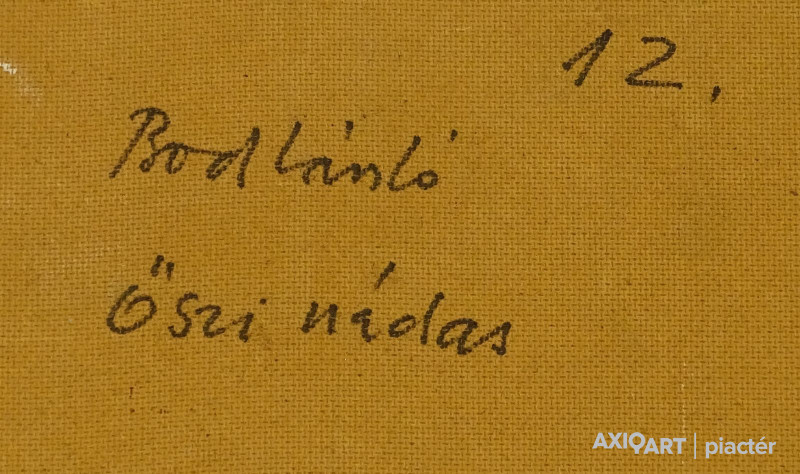 12.
Bod László
Őszi nádas
AXIOART | piactér